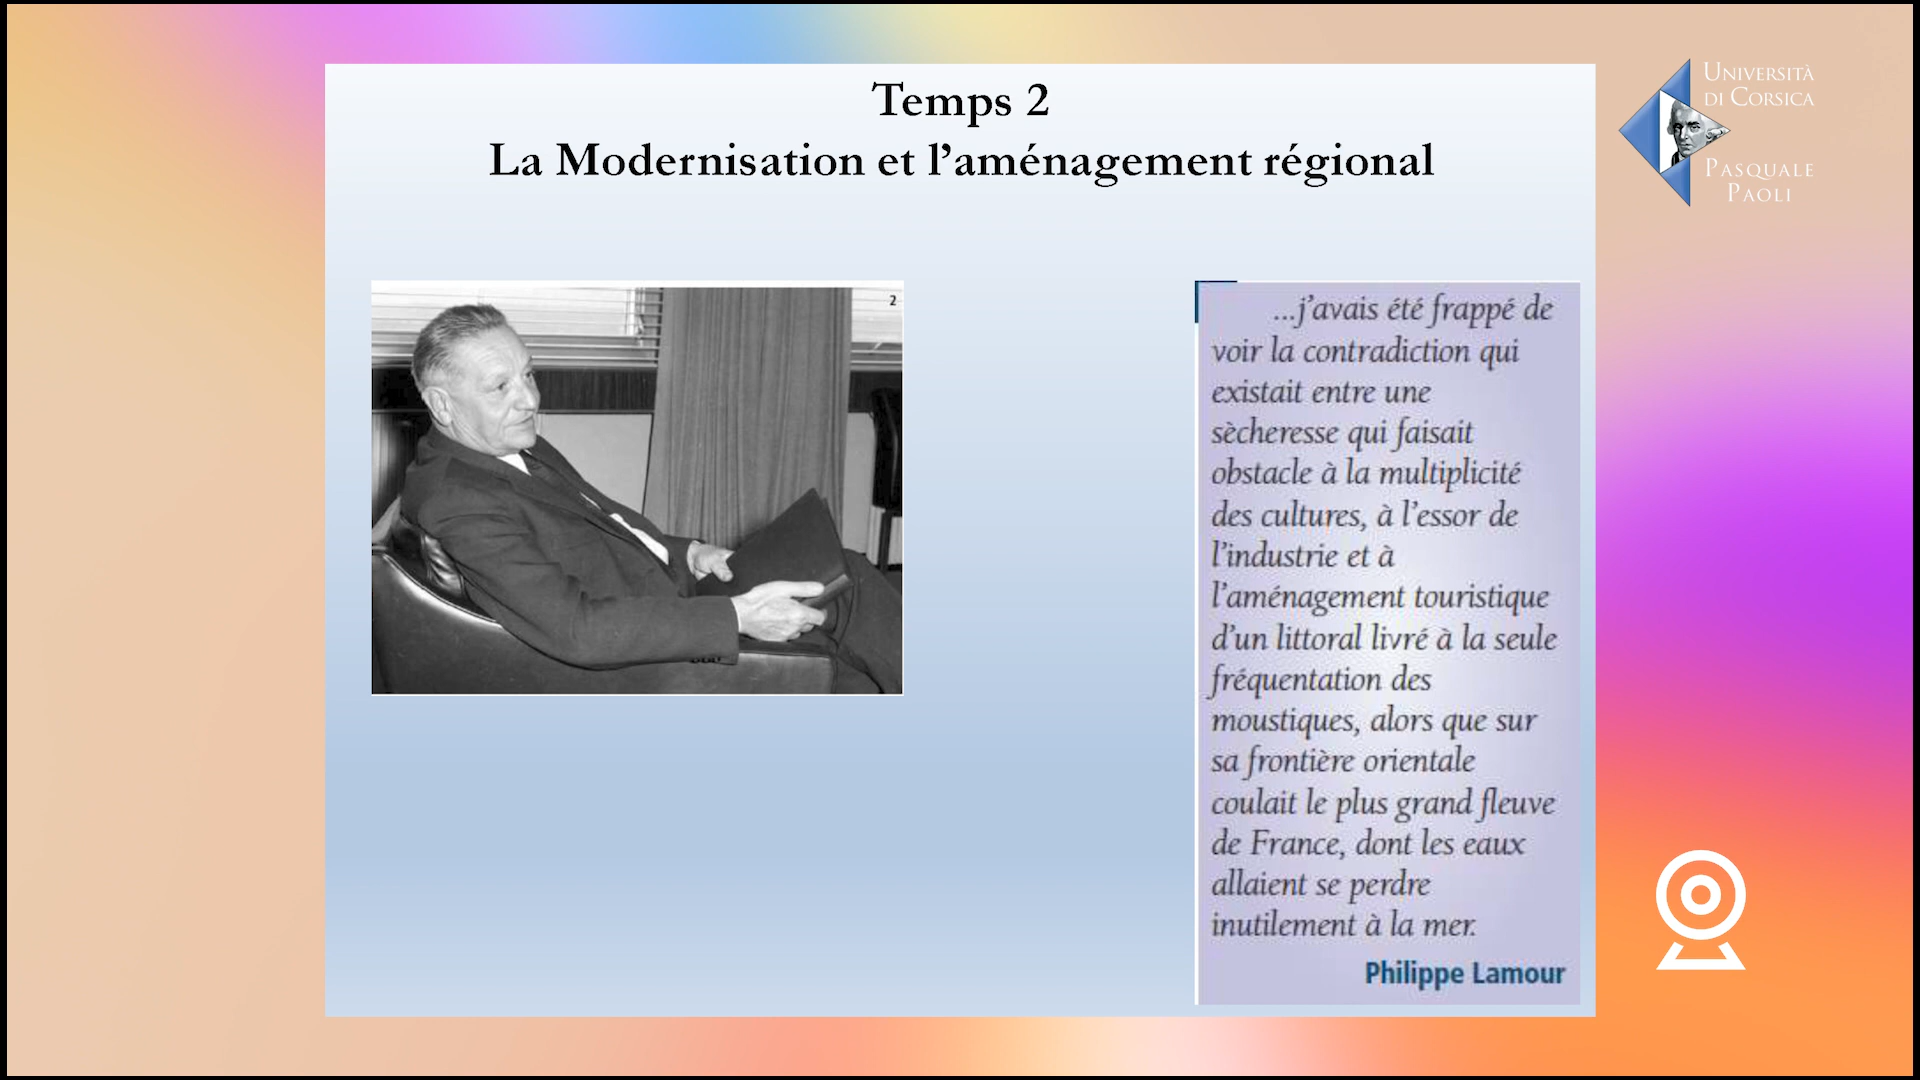 Temps 2
La Modernisation et l’aménagement régional
UNIVERSITÀ
DI CORSICA
PASQUALE
PAOLI
2
...j’avais été frappé de
voir la contradiction qui
existait entre une
sècheresse qui faisait
obstacle à la multiplicité
des cultures, à l’essor de
l’industrie et à
l’aménagement touristique
d’un littoral livré à la seule
fréquentation des
moustiques, alors que sur
sa frontière orientale
coulait le plus grand fleuve
de France, dont les eaux
allaient se perdre
inutilement à la mer.
Philippe Lamour